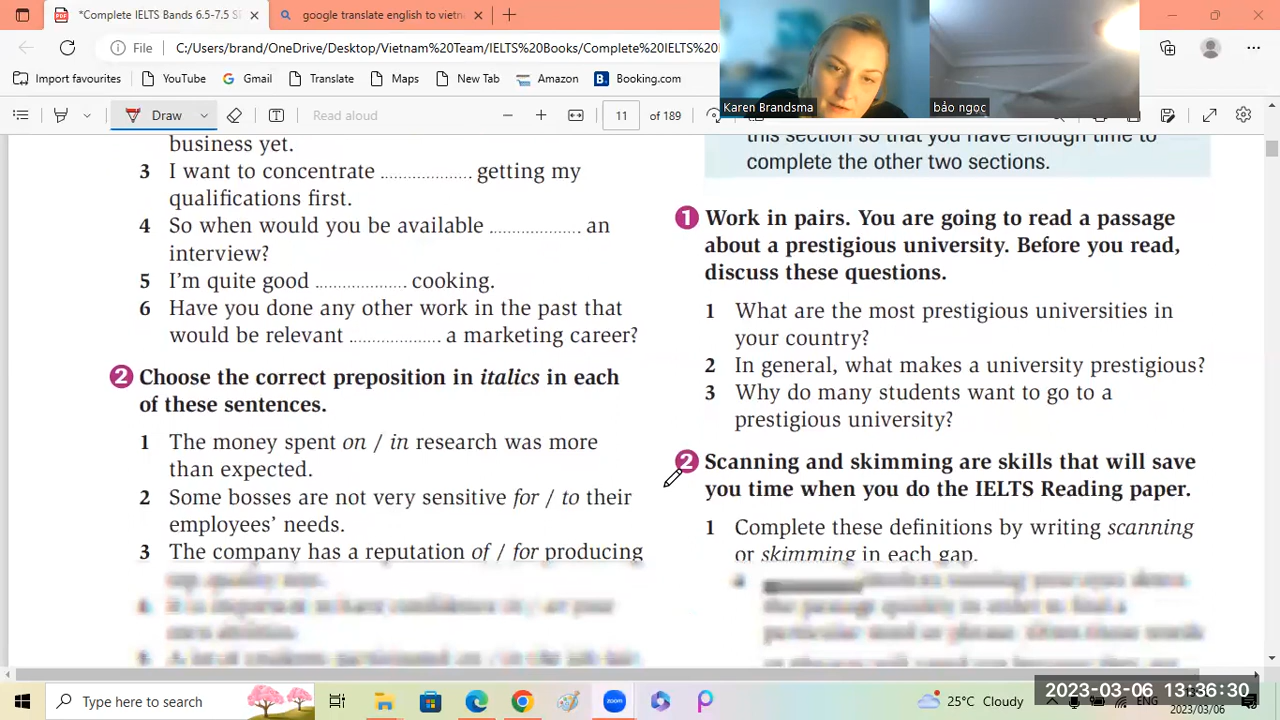 *Complete IELTS Bands 6.5-7.5 S
google translate english to vietn
File
C:/Users/brand/OneDrive/Desktop/Vietnam%20Team/IELTS%20Books/Complete%20IELTS%20
Import favourites
YouTube
Gmail
Translate
Maps
New Tab
Amazon
B.
Booking.com
Karen Brandsma
bảo ngọc
Draw
Read aloud
11
of 189
business yet.
3 I want to concentrate .................. getting my
qualifications first.
4 So when would you be available .................. an
interview?
5 I'm quite good .................. cooking.
6 Have you done any other work in the past that
would be relevant .................. a marketing career?
2 Choose the correct preposition in italics in each
of these sentences.
1 The money spent on / in research was more
than expected.
2 Some bosses are not very sensitive for / to their
employees' needs.
3 The company has a reputation of / for producing
this section so that you have enough time to
complete the other two sections.
1 Work in pairs. You are going to read a passage
about a prestigious university. Before you read,
discuss these questions.
1 What are the most prestigious universities in
your country?
2 In general, what makes a university prestigious?
3 Why do many students want to go to a
prestigious university?
2 Scanning and skimming are skills that will save
you time when you do the IELTS Reading paper.
1 Complete these definitions by writing scanning
or skimming in each gap.
Type here to search
zoom
25°C Cloudy
2023-03-06 13:36:30
2023/03/06